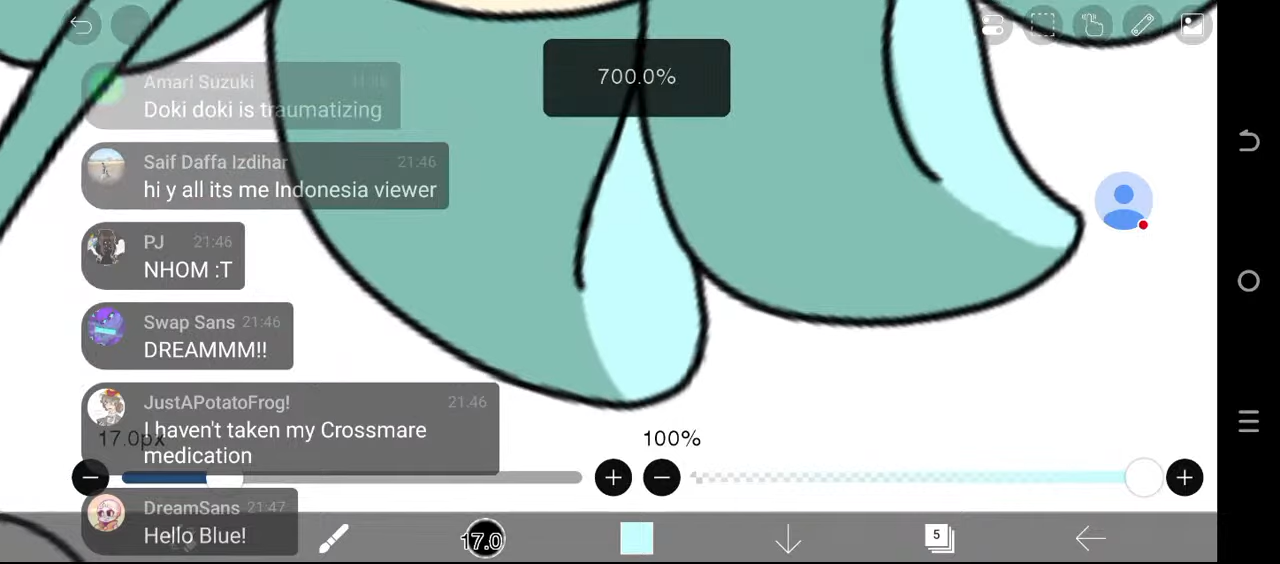 700.0%
Amari Suzuki
Doki doki is traumatizing
Saif Daffa Izdihar 21:46
hi y all its me Indonesia viewer
PJ 21:46
NHOM :T
Swap Sans 21:46
DREAMMM!!
JustAPotatoFrog! 21:46
I haven't taken my Crossmare
medication
17.0px
100%
DreamSans 21:47
Hello Blue!
17.0
5